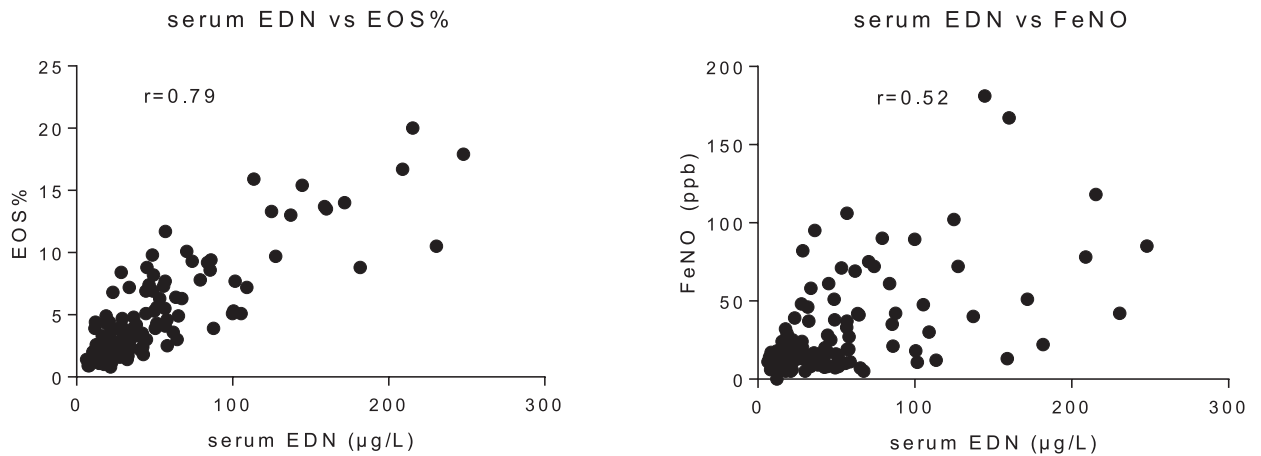 serum EDN vs EOS%
25
20
15
10
5
0
EOS%
r=0.79
0 100 200 300
serum EDN (µg/L)
serum EDN vs FeNO
200
150
100
50
0
FeNO (ppb)
r=0.52
0 100 200 300
serum EDN (µg/L)